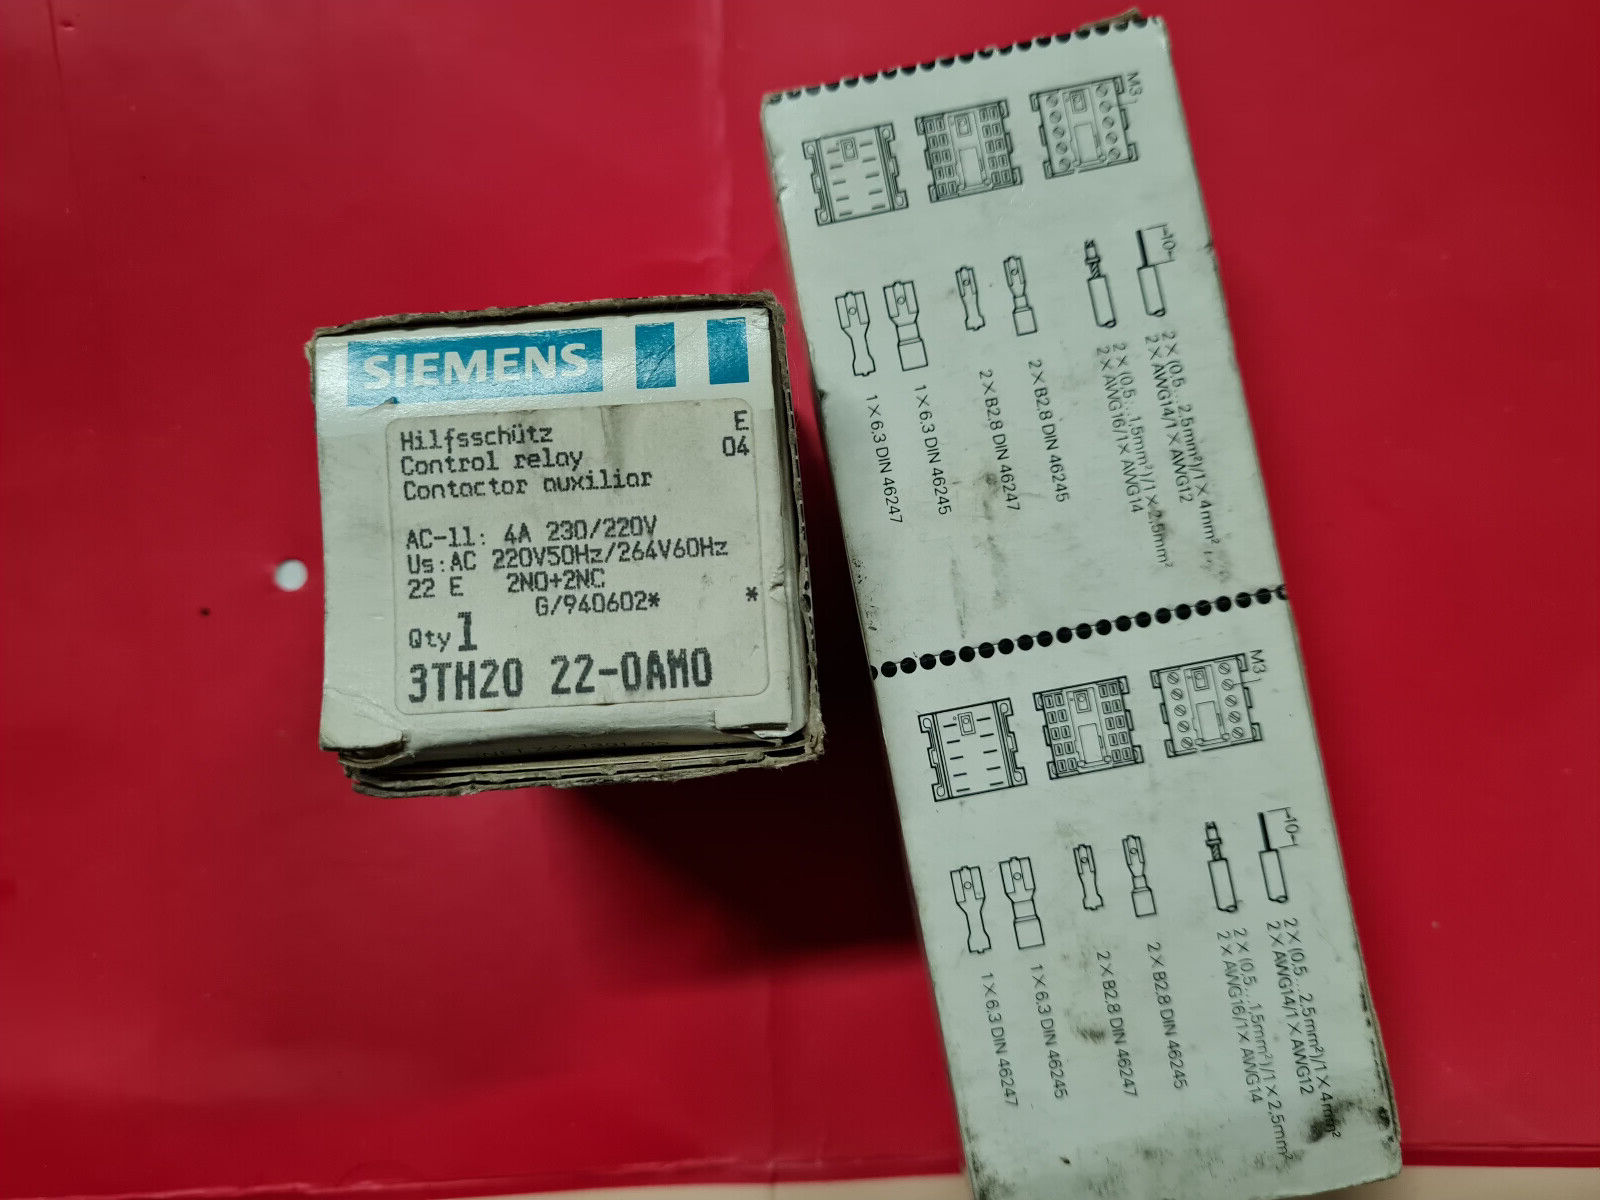 SIEMENS
Hilfsschütz E
Control relay 04
Contactor auxiliar
AC-11: 4A 230/220V
Us:AC 220V50Hz/264V60Hz
22 E 2NO+2NC
G/940602* *
Qty 1
3TH20 22-0AM0
M3
10
1 X 6,3 DIN 46247
1 X 6,3 DIN 46245
2 X B2,8 DIN 46247
2 X B2,8 DIN 46245
2 X (0,5...1,5mm²)/1 X 2,5mm²
2 X AWG16/1 X AWG14
2 X (0,5...2,5mm²)/1 X 4mm²
2 X AWG14/1 X AWG12
M3
10
1 X 6,3 DIN 46247
1 X 6,3 DIN 46245
2 X B2,8 DIN 46247
2 X B2,8 DIN 46245
2 X (0,5...1,5mm²)/1 X 2,5mm²
2 X AWG16/1 X AWG14
2 X (0,5...2,5mm²)/1 X 4mm²
2 X AWG14/1 X AWG12